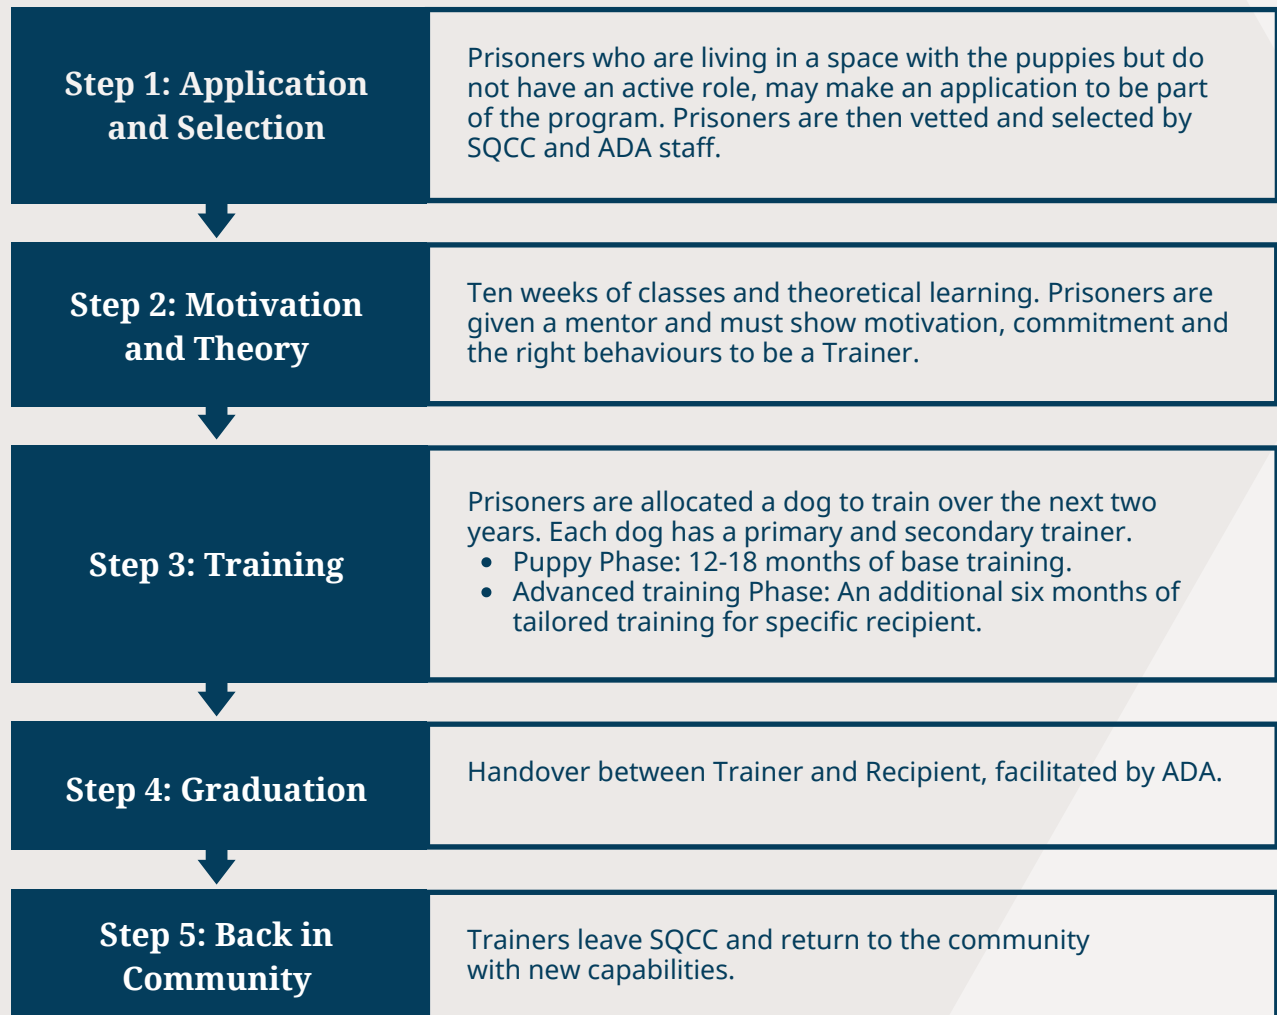 Step 1: Application
and Selection
Prisoners who are living in a space with the puppies but do
not have an active role, may make an application to be part
of the program. Prisoners are then vetted and selected by
SQCC and ADA staff.
Step 2: Motivation
and Theory
Ten weeks of classes and theoretical learning. Prisoners are
given a mentor and must show motivation, commitment and
the right behaviours to be a Trainer.
Step 3: Training
Prisoners are allocated a dog to train over the next two
years. Each dog has a primary and secondary trainer.
• Puppy Phase: 12-18 months of base training.
• Advanced training Phase: An additional six months of
tailored training for specific recipient.
Step 4: Graduation
Handover between Trainer and Recipient, facilitated by ADA.
Step 5: Back in
Community
Trainers leave SQCC and return to the community
with new capabilities.